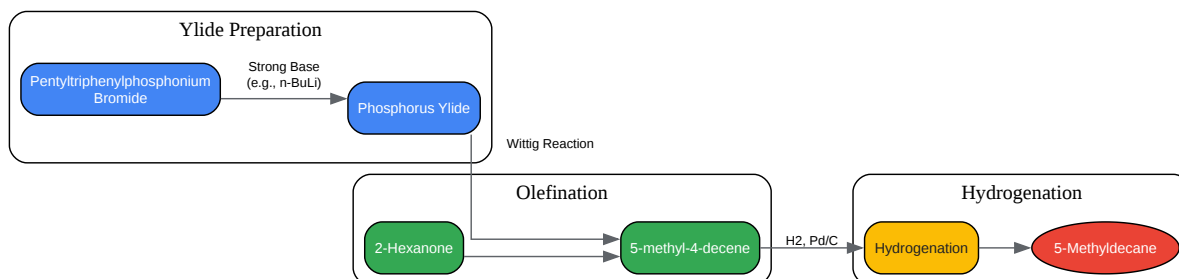 Ylide Preparation
Pentyltriphenylphosphonium
Bromide
Strong Base
(e.g., n-BuLi)
Phosphorus Ylide
Wittig Reaction
Olefination
2-Hexanone
5-methyl-4-decene
H2, Pd/C
Hydrogenation
Hydrogenation
5-Methyldecane